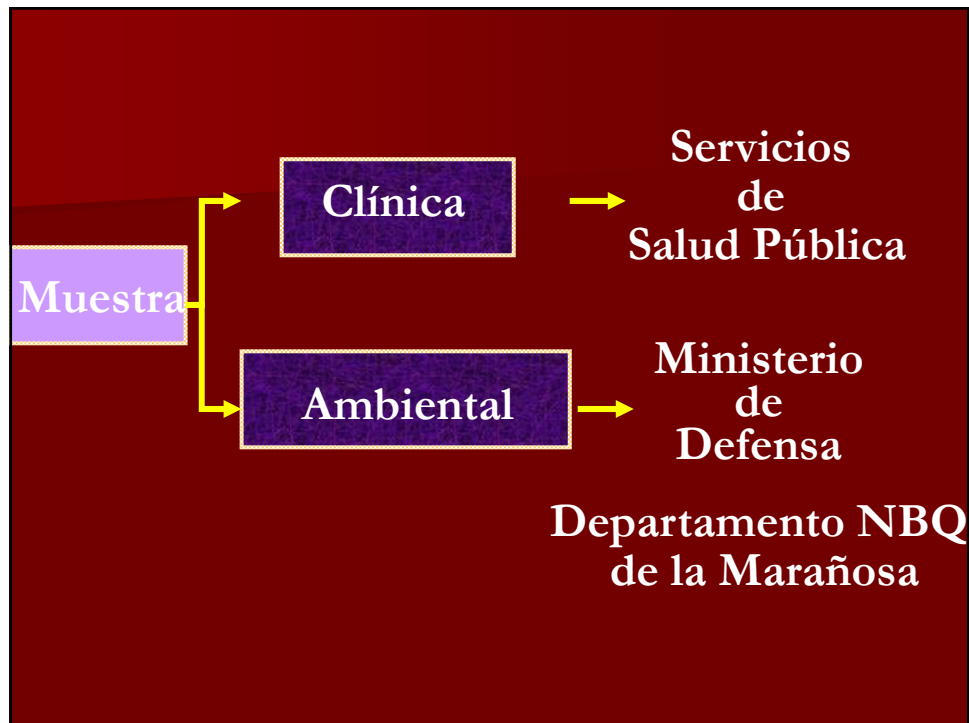 Muestra
Clínica
Servicios
de
Salud Pública
Ambiental
Ministerio
de
Defensa
Departamento NBQ
de la Marañosa